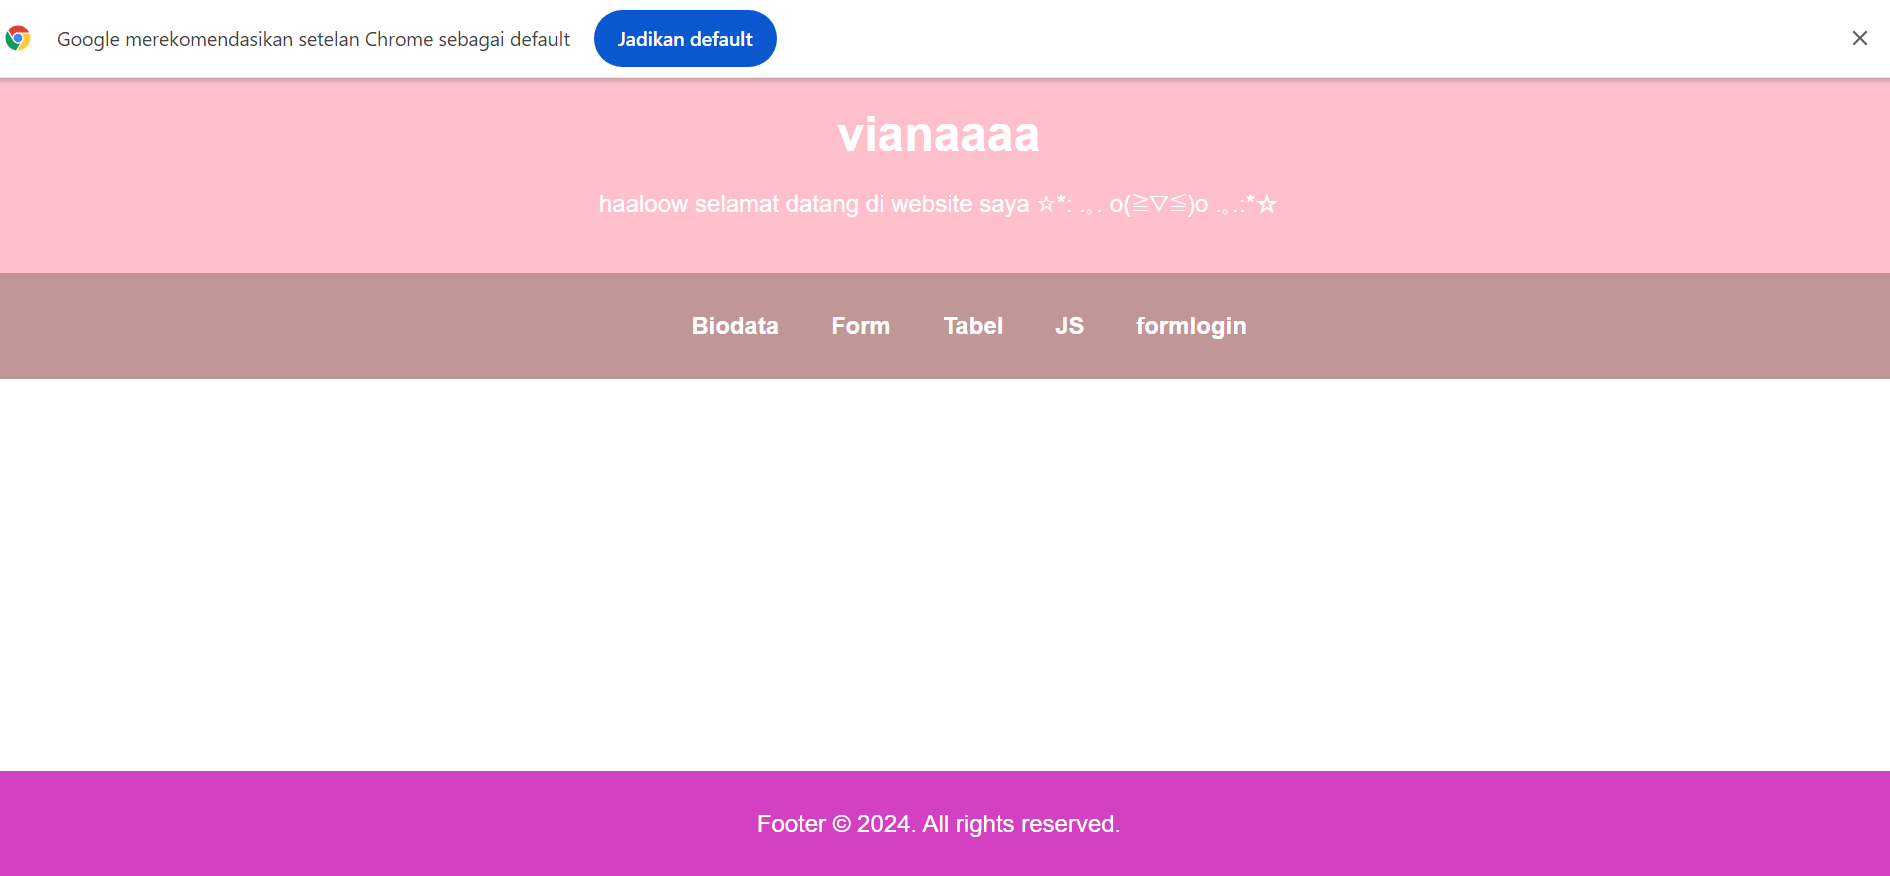 Google merekomendasikan setelan Chrome sebagai default
Jadikan default
vianaaaa
haaloow selamat datang di website saya ☆*: .｡. o(≧▽≦)o .｡.:*☆
Biodata Form Tabel JS formlogin
Footer © 2024. All rights reserved.